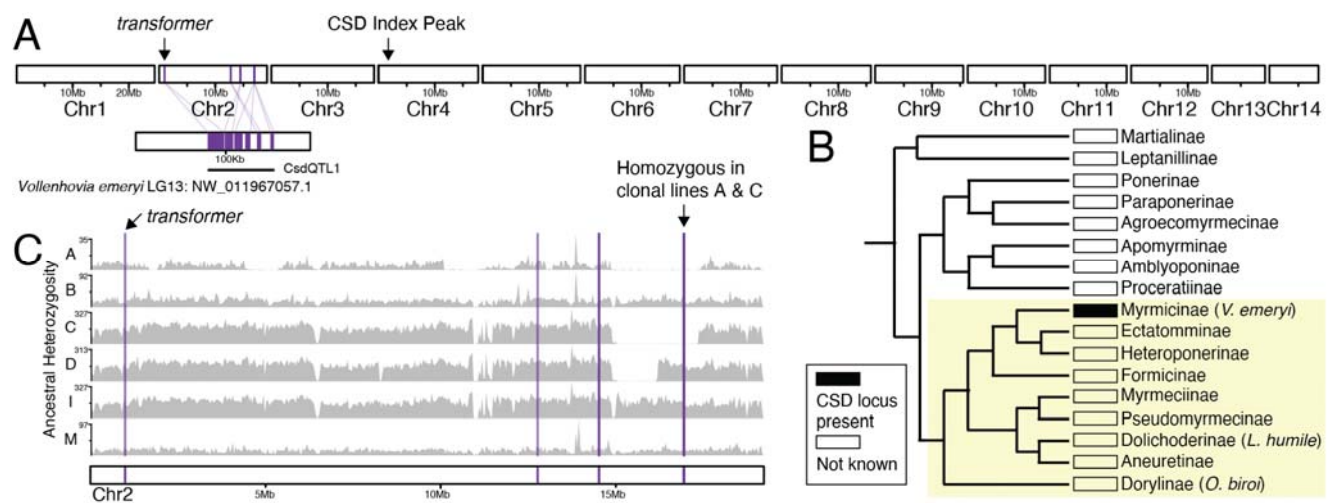 A
transformer
CSD Index Peak
10Mb 20Mb 10Mb 10Mb 10Mb 10Mb 10Mb 10Mb 10Mb 10Mb 10Mb 10Mb 10Mb
Chr1 Chr2 Chr3 Chr4 Chr5 Chr6 Chr7 Chr8 Chr9 Chr10 Chr11 Chr12 Chr13 Chr14
100Kb
CsdQTL1
Vollenhovia emeryi LG13: NW_011967057.1
Homozygous in
clonal lines A & C
transformer
B
Martialinae
Leptanillinae
Ponerinae
Paraponerinae
Agroecomyrmecinae
Apomyrminae
Amblyoponinae
Proceratiinae
Myrmicinae (V. emeryi)
Ectatomminae
Heteroponerinae
Formicinae
Myrmeciinae
Pseudomyrmecinae
Dolichoderinae (L. humile)
Aneuretinae
Dorylinae (O. biroi)
CSD locus
present
Not known
C
Ancestral Heterozygosity
35
A
92
B
327
C
313
D
327
I
97
M
Chr2
5Mb 10Mb 15Mb